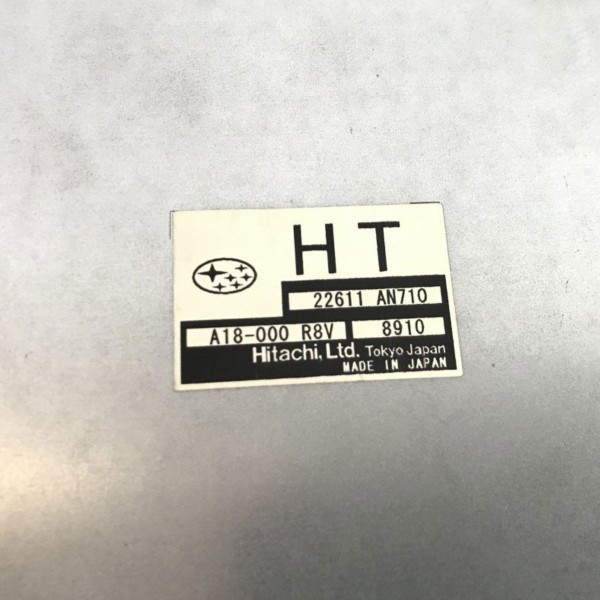 HT
22611 AN710
A18-000 R8V 8910
Hitachi, Ltd. Tokyo Japan
MADE IN JAPAN